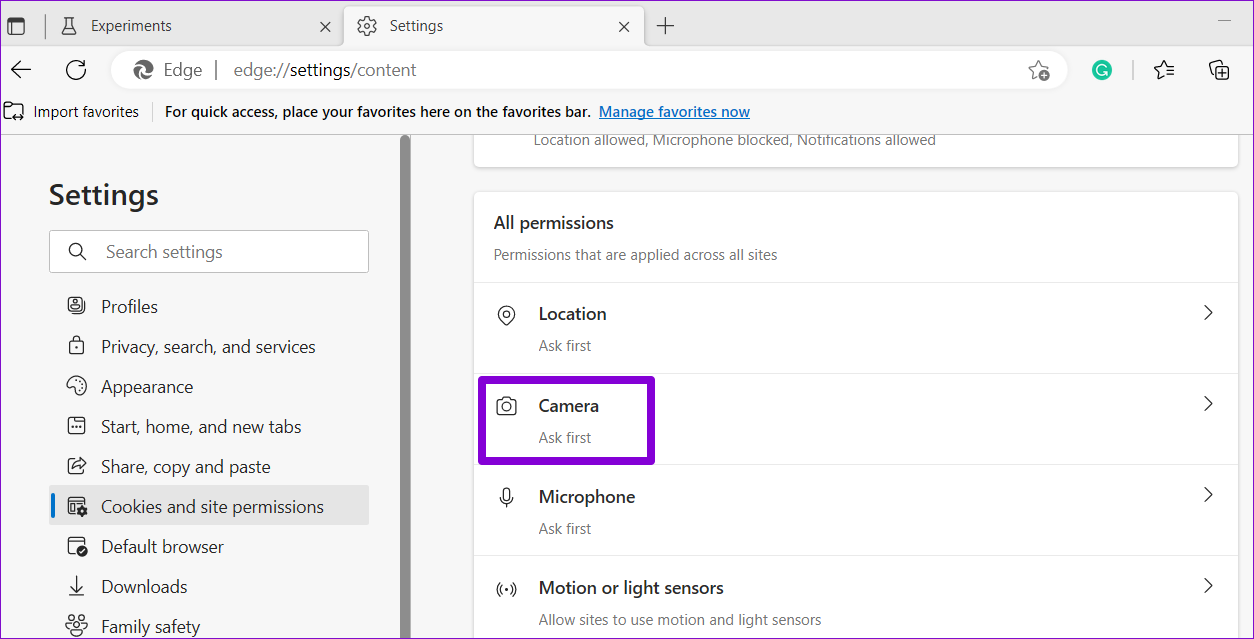 Experiments
Settings
Edge
edge://settings/content
Import favorites
For quick access, place your favorites here on the favorites bar. Manage favorites now
Settings
Search settings
Profiles
Privacy, search, and services
Appearance
Start, home, and new tabs
Share, copy and paste
Cookies and site permissions
Default browser
Downloads
Family safety
Location allowed, Microphone blocked, Notifications allowed
All permissions
Permissions that are applied across all sites
Location
Ask first
Camera
Ask first
Microphone
Ask first
Motion or light sensors
Allow sites to use motion and light sensors